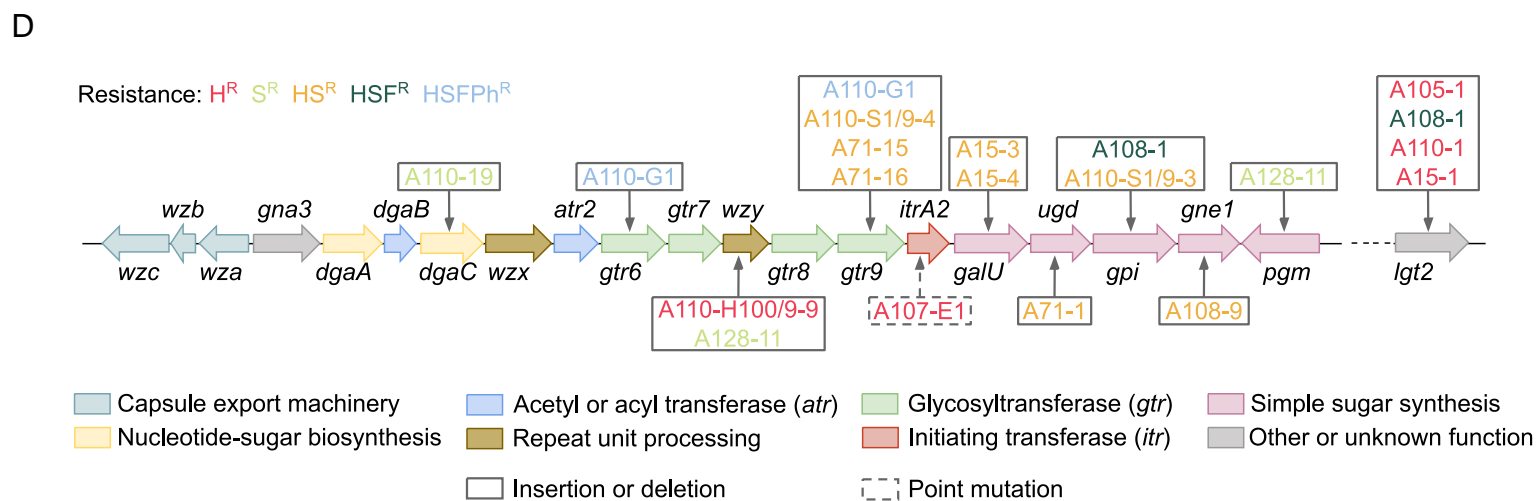 D
Resistance: H^R S^R HS^R HSF^R HSFPh^R
A110-G1
A110-S1/9-4
A71-15
A71-16
A105-1
A108-1
A110-1
A15-1
A110-19
A110-G1
A15-3
A15-4
A108-1
A110-S1/9-3
A128-11
wzb gna3 dgaB atr2 gtr7 wzy itrA2 ugd gne1
wzc wza dgaA dgaC wzx gtr6 gtr8 gtr9 galU gpi pgm lgt2
A110-H100/9-9
A128-11
A107-E1
A71-1
A108-9
Capsule export machinery
Acetyl or acyl transferase (atr)
Glycosyltransferase (gtr)
Simple sugar synthesis
Nucleotide-sugar biosynthesis
Repeat unit processing
Initiating transferase (itr)
Other or unknown function
Insertion or deletion
Point mutation